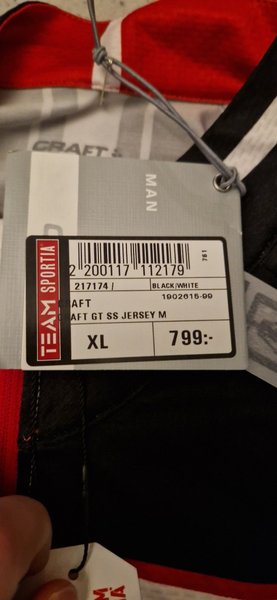 CRAFT
CRAFT
MAN
TEAM SPORTIA
2 200117 112179
761
217174 /
BLACK/WHITE
1902615-99
CRAFT GT SS JERSEY M
XL
799:-